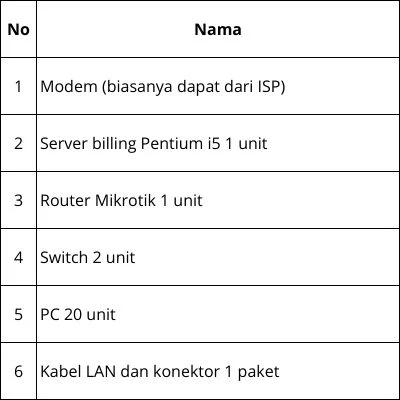 No Nama
1 Modem (biasanya dapat dari ISP)
2 Server billing Pentium i5 1 unit
3 Router Mikrotik 1 unit
4 Switch 2 unit
5 PC 20 unit
6 Kabel LAN dan konektor 1 paket